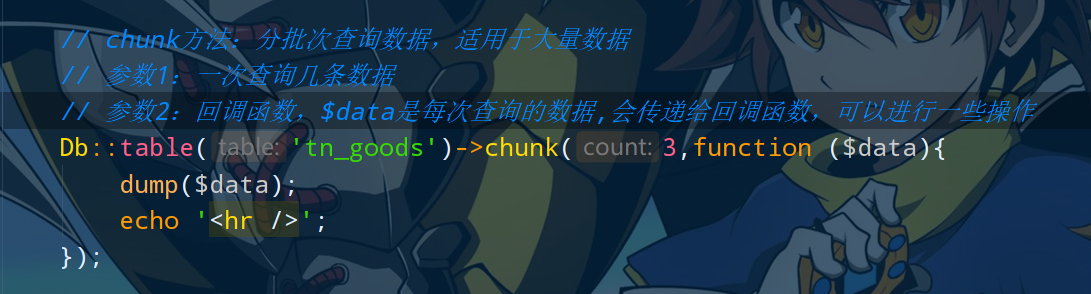 // chunk方法：分批次查询数据，适用于大量数据
// 参数1：一次查询几条数据
// 参数2：回调函数，$data是每次查询的数据,会传递给回调函数，可以进行一些操作
Db::table( table: 'tn_goods')->chunk( count: 3,function ($data){
    dump($data);
    echo '<hr />';
});